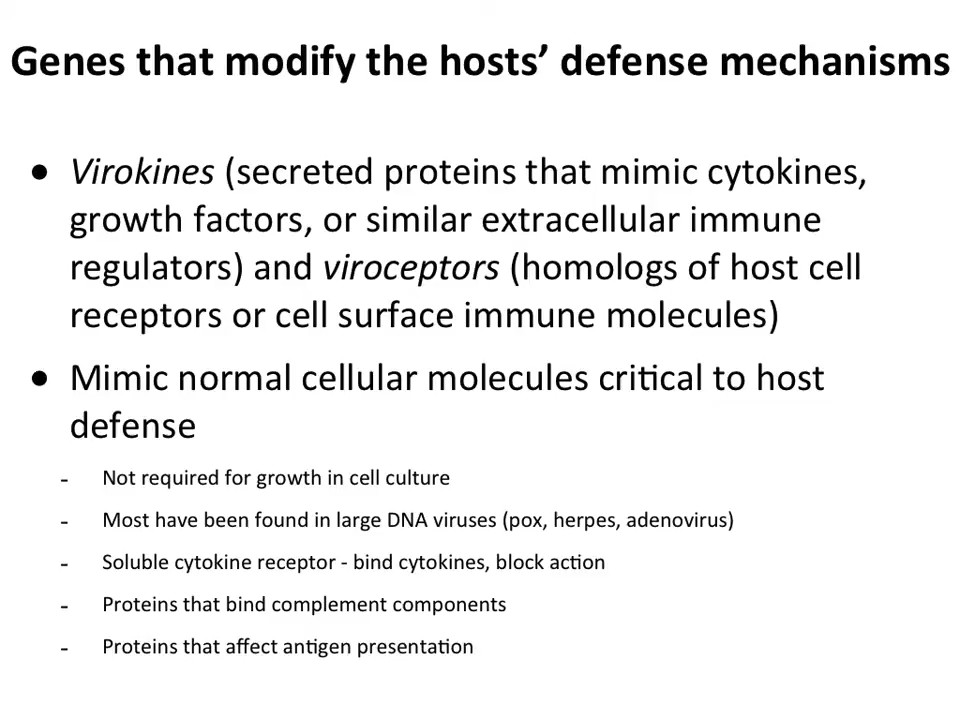 Genes that modify the hosts’ defense mechanisms
• Virokines (secreted proteins that mimic cytokines,
growth factors, or similar extracellular immune
regulators) and viroceptors (homologs of host cell
receptors or cell surface immune molecules)
• Mimic normal cellular molecules critical to host
defense
- Not required for growth in cell culture
- Most have been found in large DNA viruses (pox, herpes, adenovirus)
- Soluble cytokine receptor - bind cytokines, block action
- Proteins that bind complement components
- Proteins that affect antigen presentation